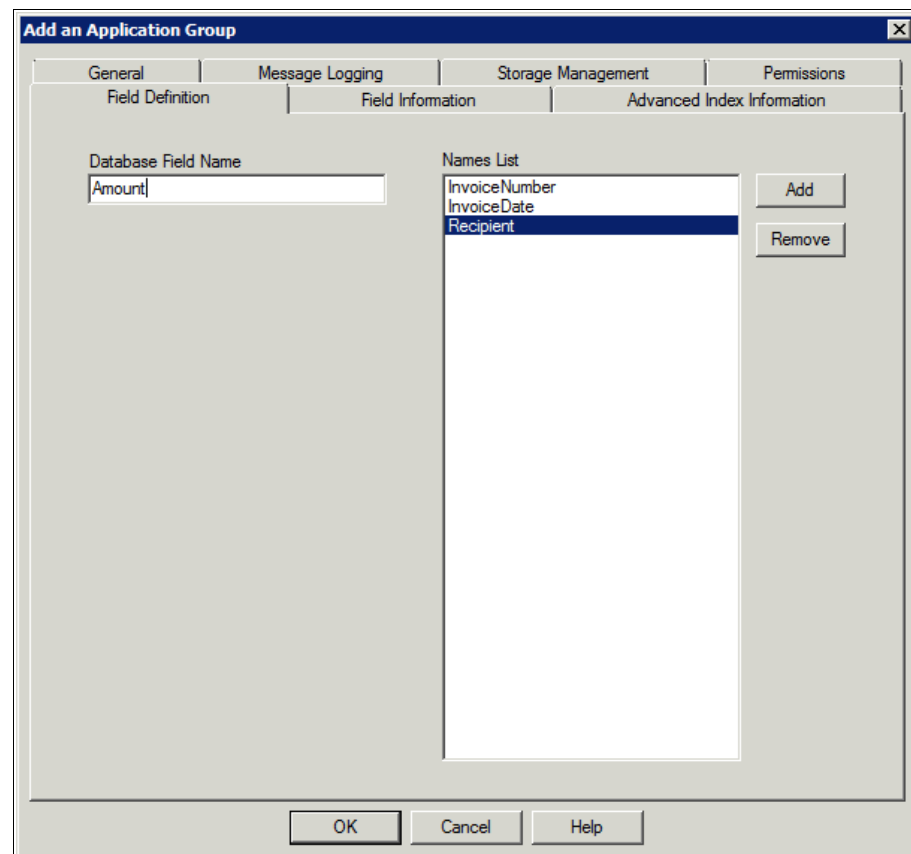 Add an Application Group
General
Message Logging
Storage Management
Permissions
Field Definition
Field Information
Advanced Index Information
Database Field Name
Amount
Names List
InvoiceNumber
InvoiceDate
Recipient
Add
Remove
OK
Cancel
Help